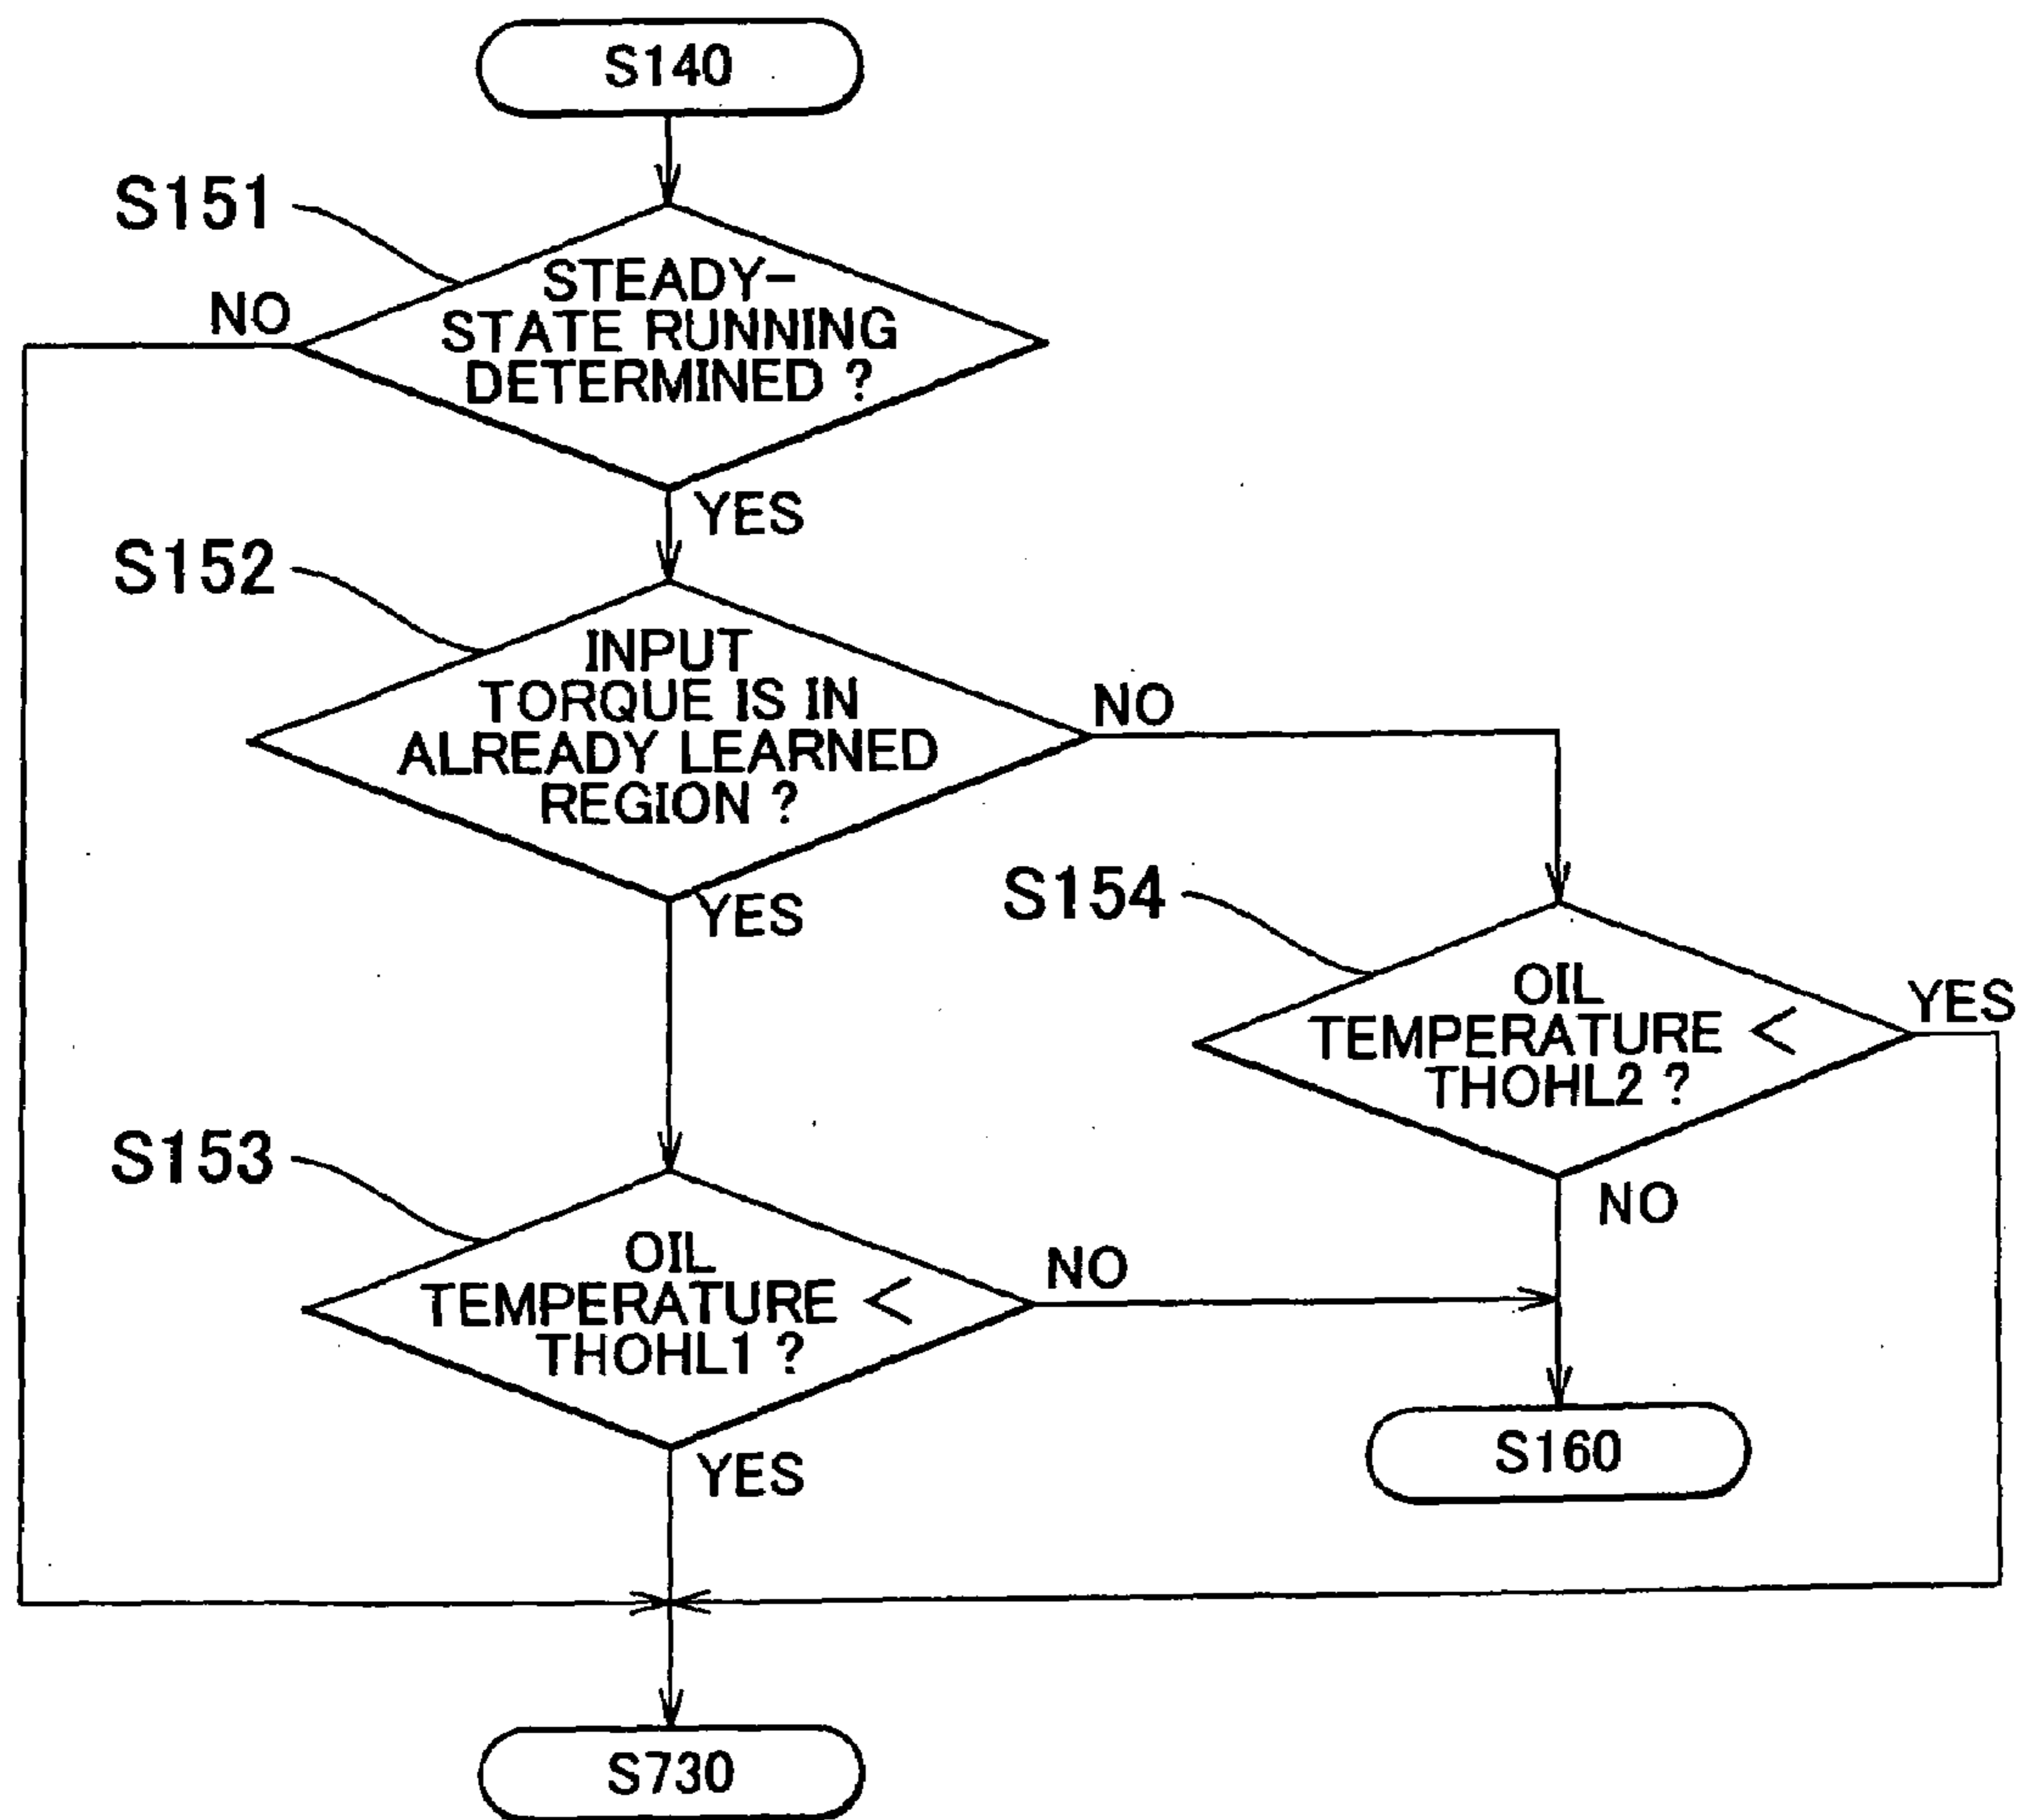 S140
S151
NO
STEADY-
STATE RUNNING
DETERMINED ?
YES
S152
INPUT
TORQUE IS IN
ALREADY LEARNED
REGION ?
NO
YES
S154
OIL
TEMPERATURE <
THOHL2 ?
YES
NO
S153
OIL
TEMPERATURE <
THOHL1 ?
NO
YES
S160
S730